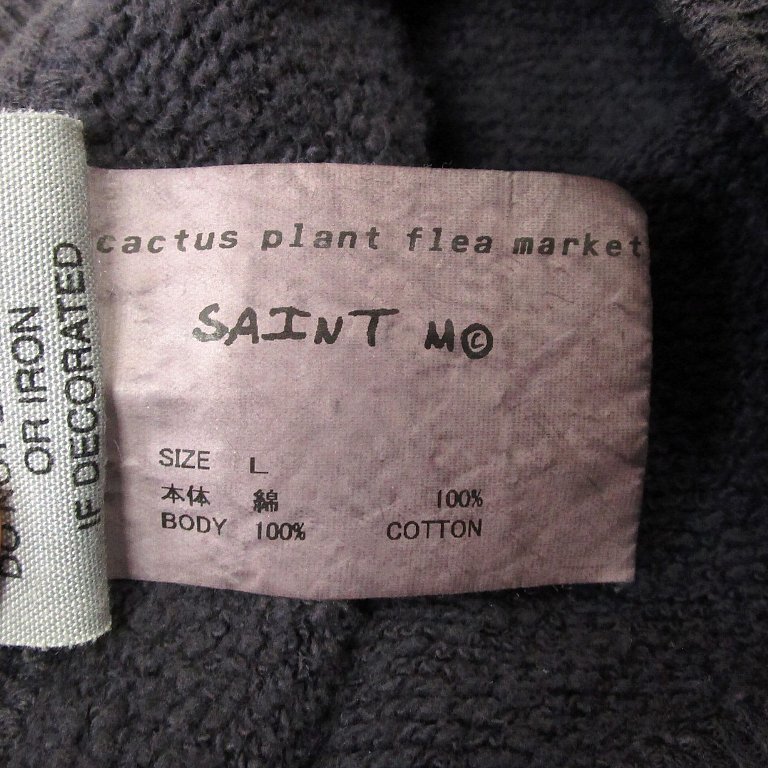 cactus plant flea market
SAINT M©
SIZE L
本体 綿 100%
BODY 100% COTTON
OR IRON
IF DECORATED